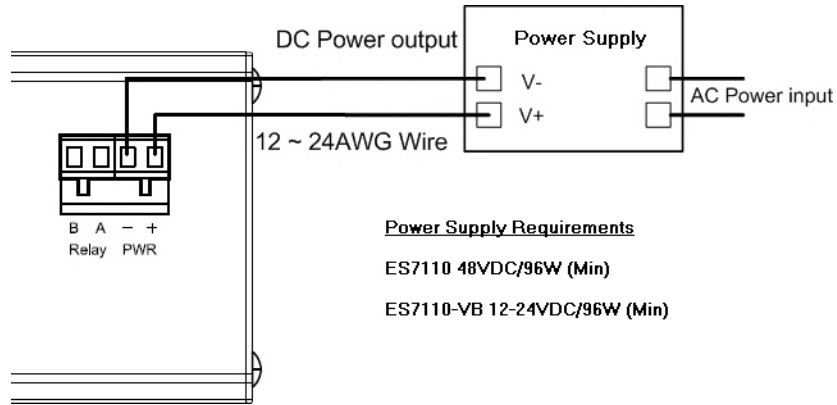 DC Power output
Power Supply
V-
AC Power input
V+
12 ~ 24AWG Wire
B A − +
Relay PWR
Power Supply Requirements
ES7110 48VDC/96W (Min)
ES7110-VB 12-24VDC/96W (Min)